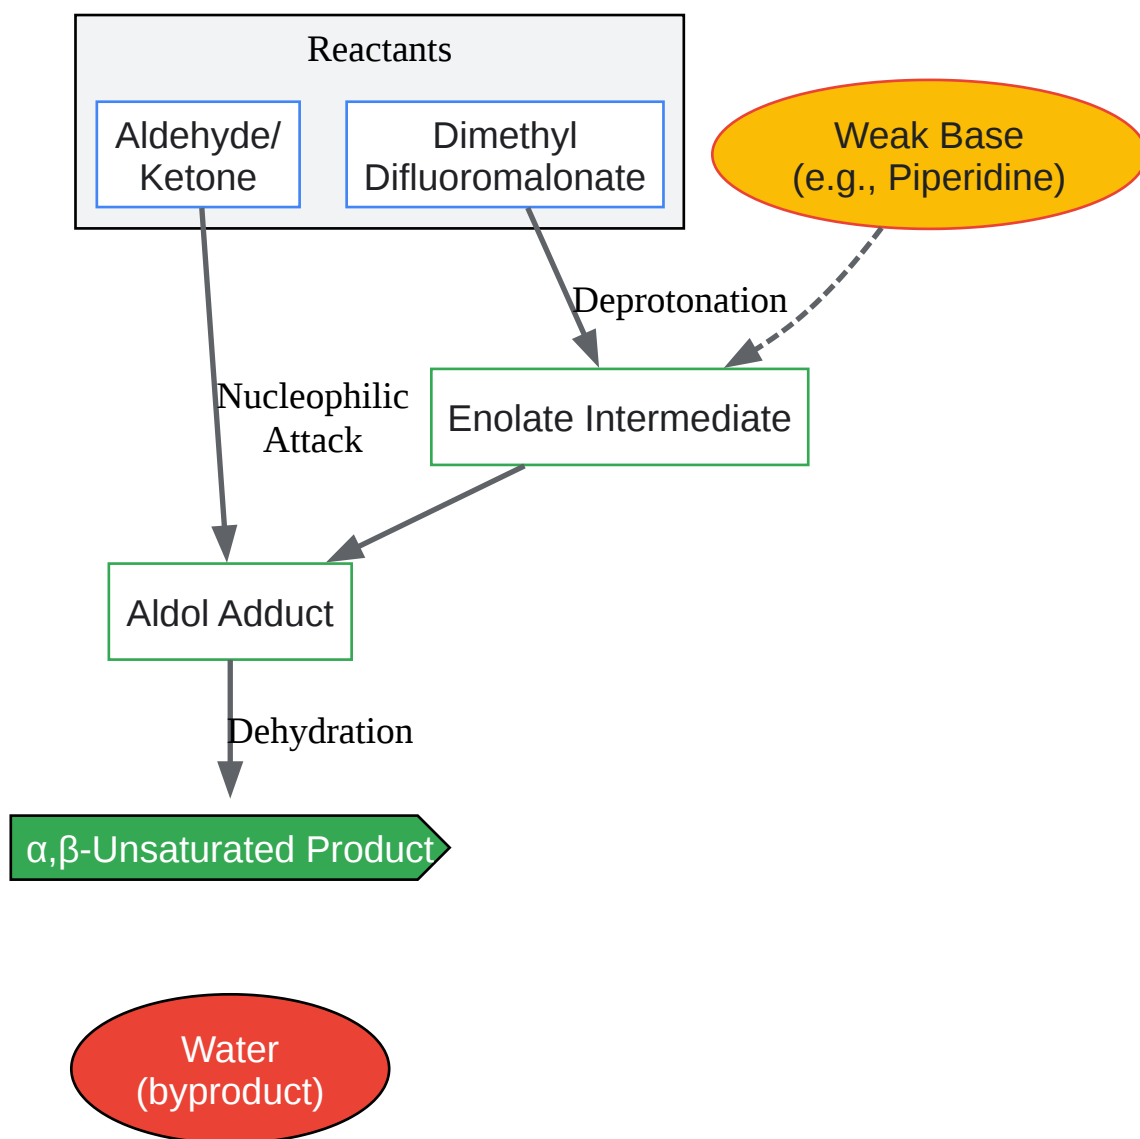 Reactants
Aldehyde/
Ketone
Dimethyl
Difluoromalonate
Weak Base
(e.g., Piperidine)
Deprotonation
Nucleophilic
Attack
Enolate Intermediate
Aldol Adduct
Dehydration
α,β-Unsaturated Product
Water
(byproduct)